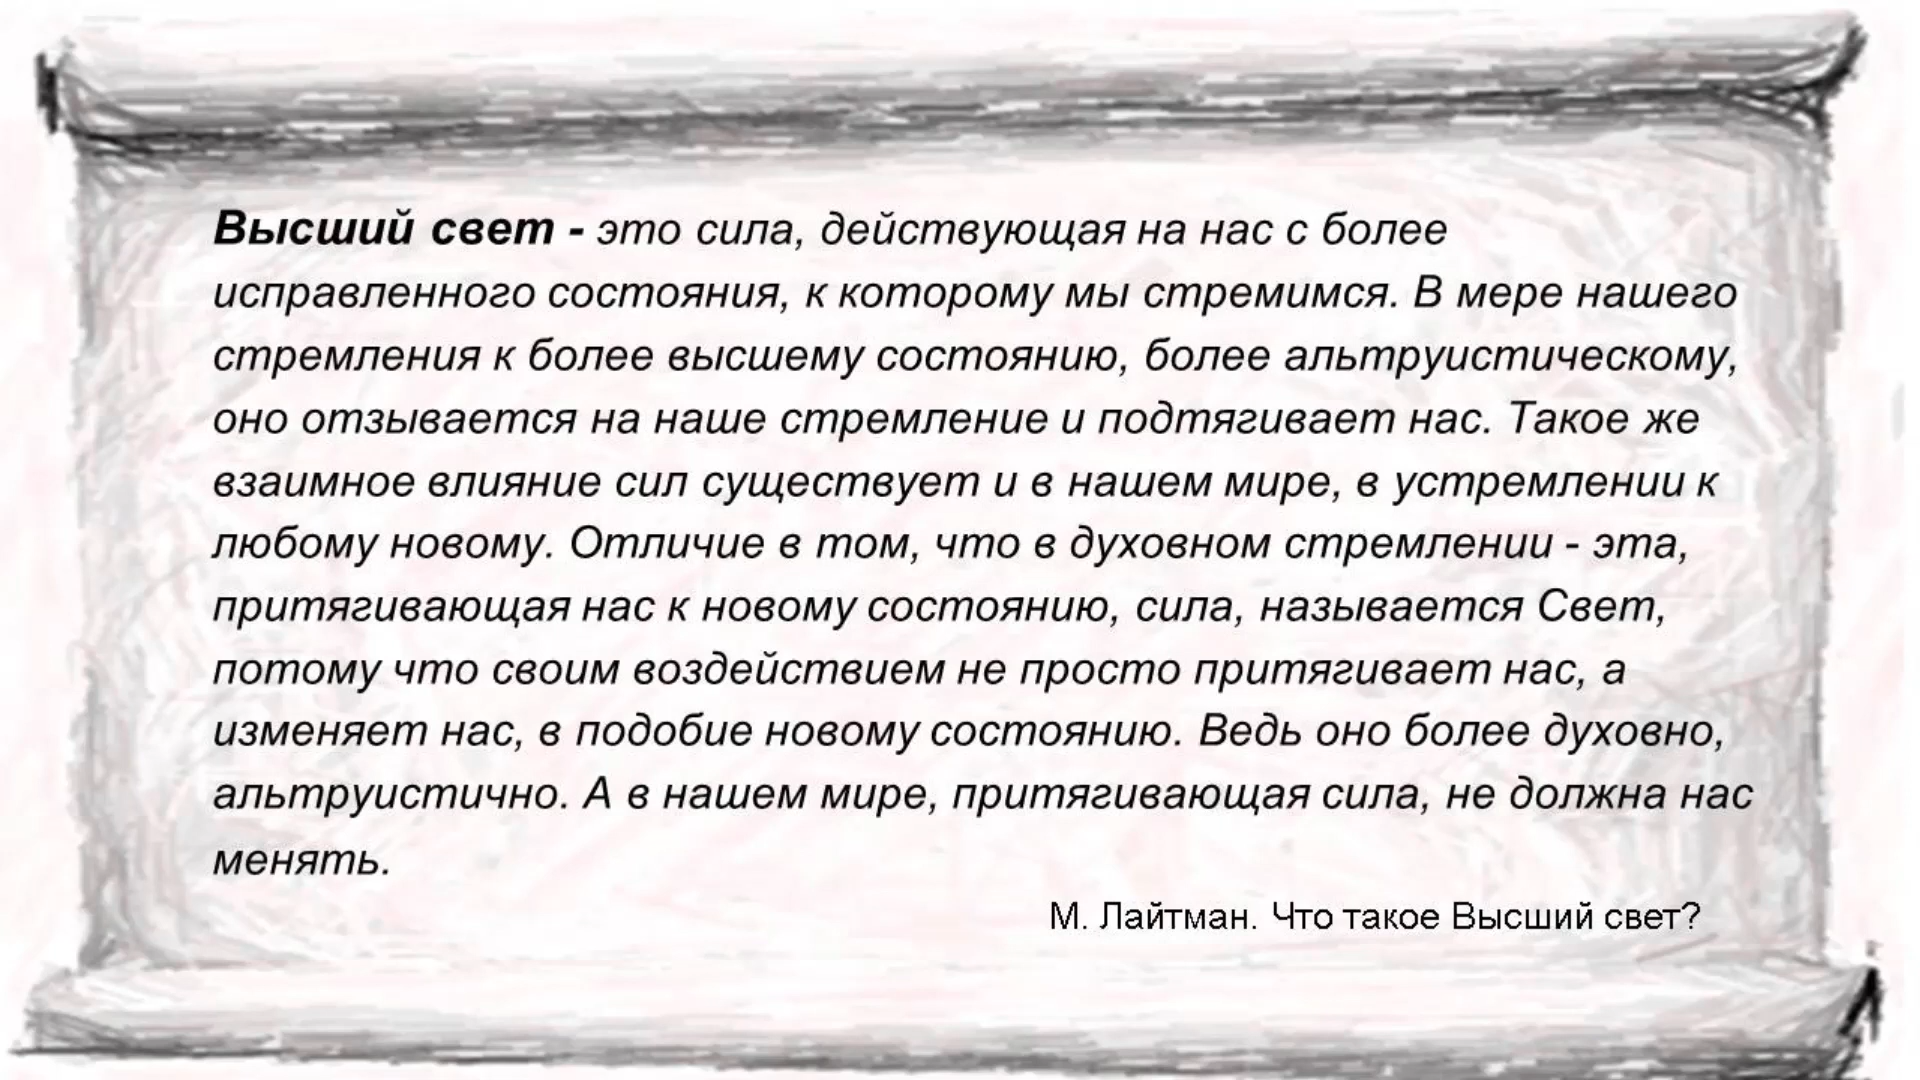 Высший свет - это сила, действующая на нас с более
исправленного состояния, к которому мы стремимся. В мере нашего
стремления к более высшему состоянию, более альтруистическому,
оно отзывается на наше стремление и подтягивает нас. Такое же
взаимное влияние сил существует и в нашем мире, в устремлении к
любому новому. Отличие в том, что в духовном стремлении - эта,
притягивающая нас к новому состоянию, сила, называется Свет,
потому что своим воздействием не просто притягивает нас, а
изменяет нас, в подобие новому состоянию. Ведь оно более духовно,
альтруистично. А в нашем мире, притягивающая сила, не должна нас
менять.
М. Лайтман. Что такое Высший свет?